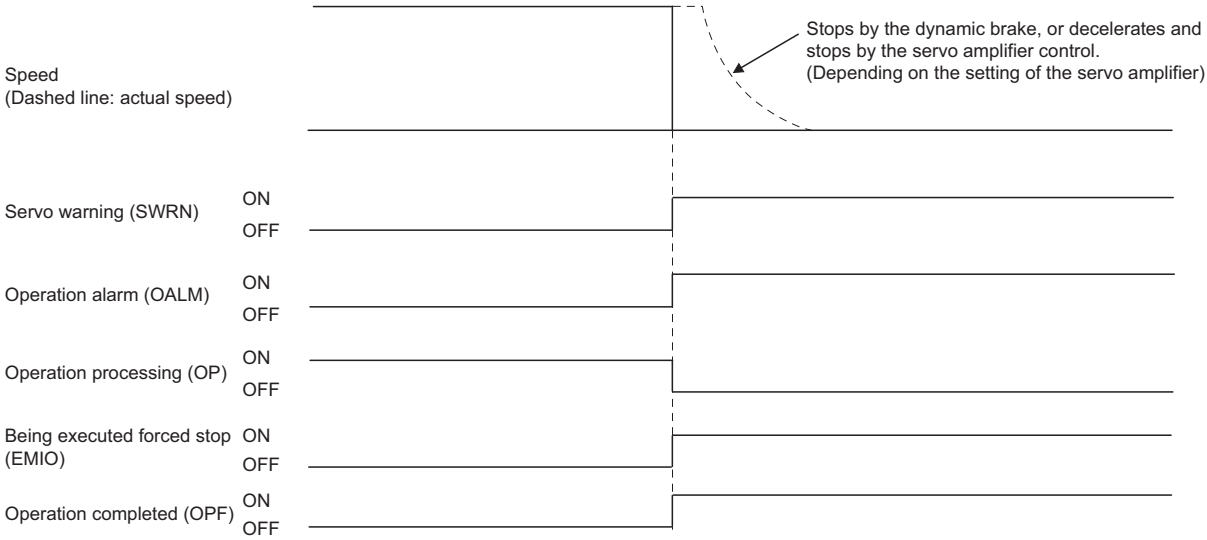 Stops by the dynamic brake, or decelerates and
stops by the servo amplifier control.
(Depending on the setting of the servo amplifier)
Speed
(Dashed line: actual speed)
Servo warning (SWRN)
ON
OFF
Operation alarm (OALM)
ON
OFF
Operation processing (OP)
ON
OFF
Being executed forced stop
(EMIO)
ON
OFF
Operation completed (OPF)
ON
OFF